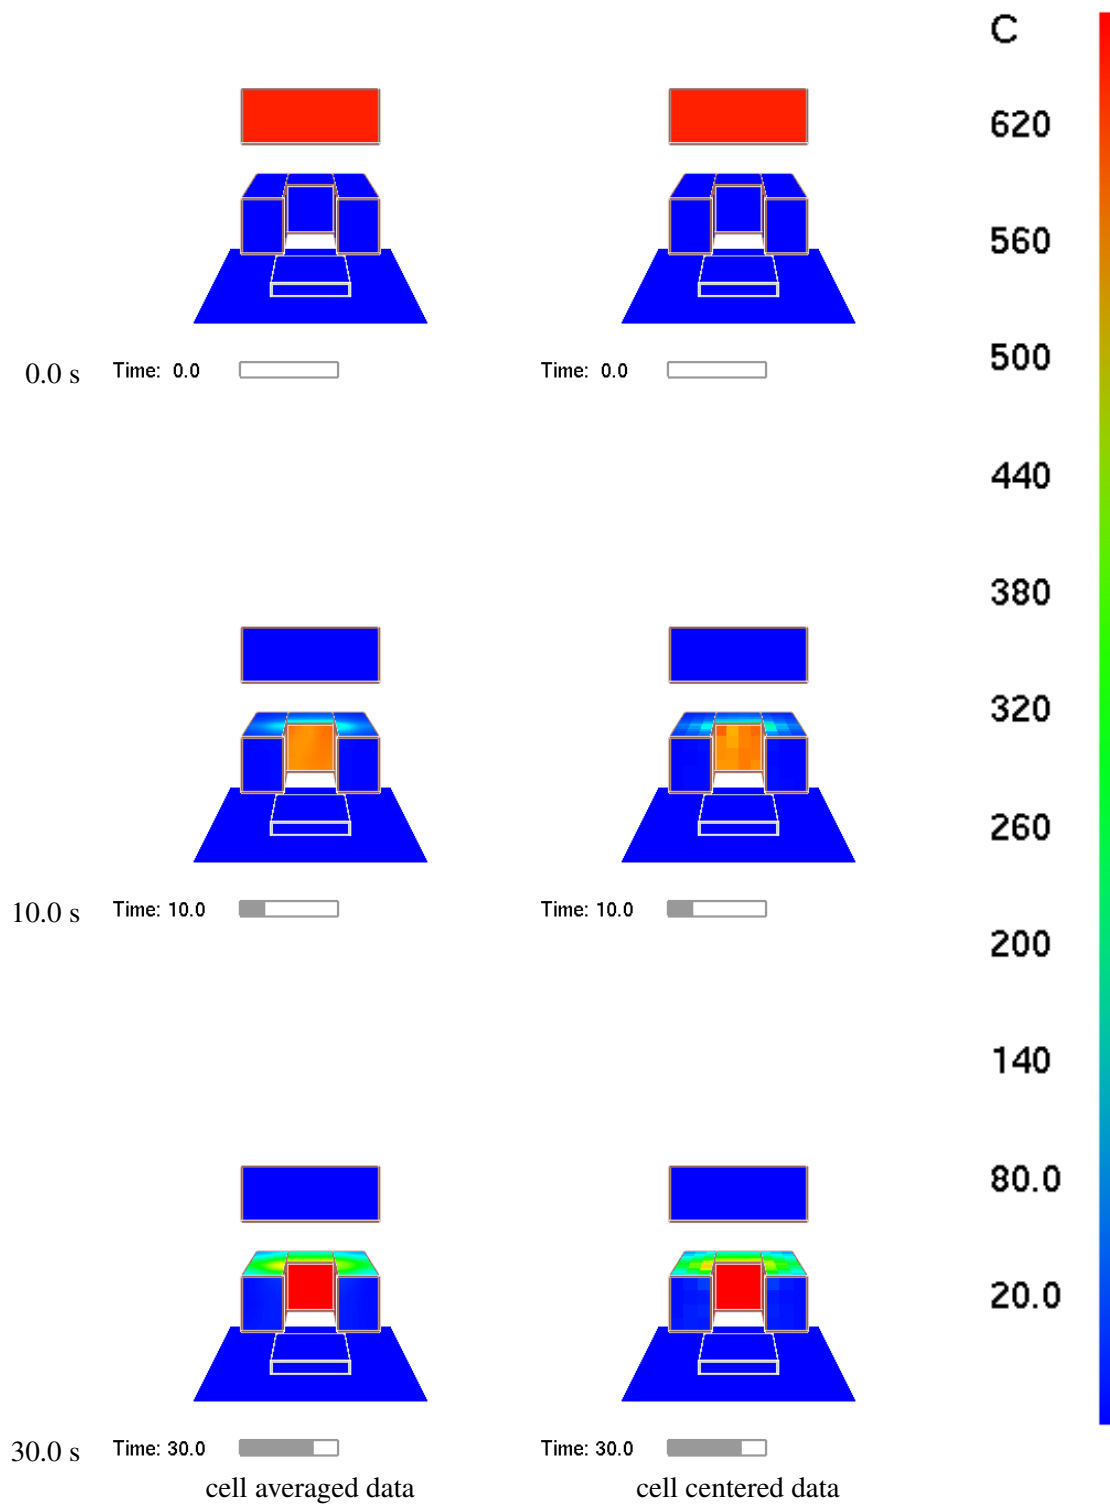 C
620
560
500
0.0 s Time: 0.0 Time: 0.0
440
380
320
260
10.0 s Time: 10.0 Time: 10.0
200
140
80.0
20.0
30.0 s Time: 30.0 Time: 30.0
cell averaged data cell centered data